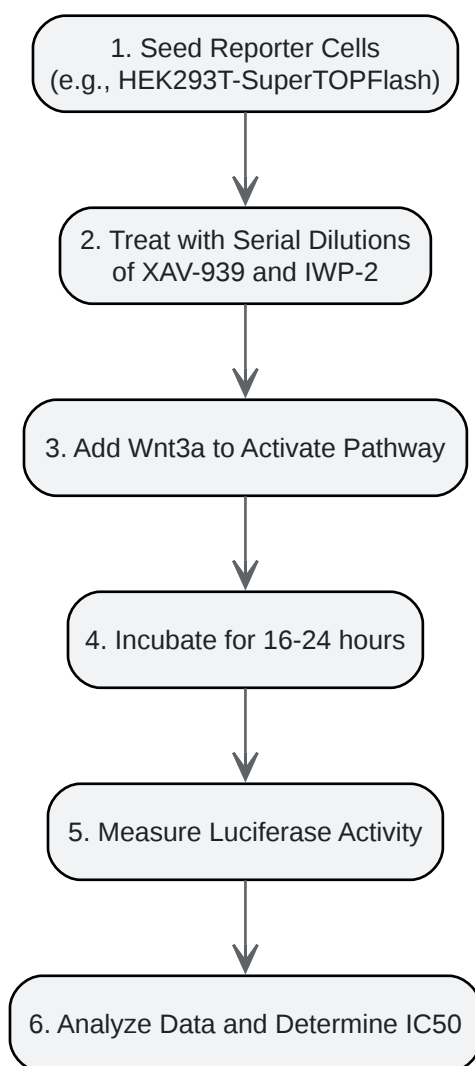 1. Seed Reporter Cells
(e.g., HEK293T-SuperTOPFlash)
2. Treat with Serial Dilutions
of XAV-939 and IWP-2
3. Add Wnt3a to Activate Pathway
4. Incubate for 16-24 hours
5. Measure Luciferase Activity
6. Analyze Data and Determine IC50